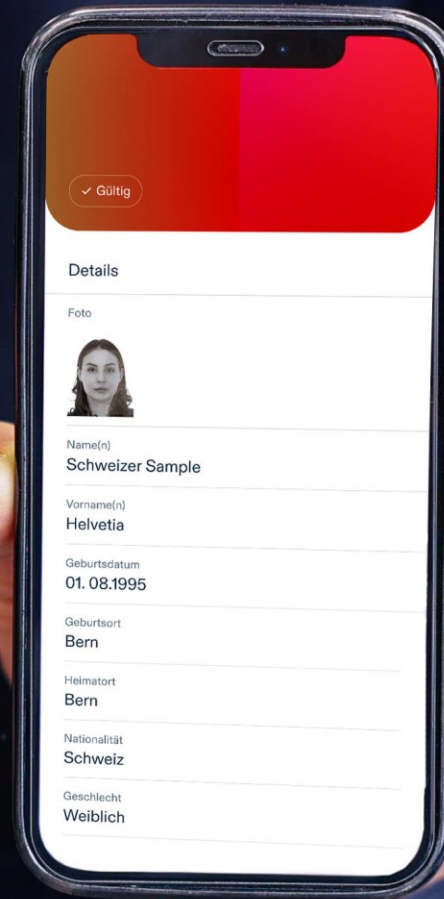 ✓ Gültig
Details
Foto
Name(n)
Schweizer Sample
Vorname(n)
Helvetia
Geburtsdatum
01. 08.1995
Geburtsort
Bern
Heimatort
Bern
Nationalität
Schweiz
Geschlecht
Weiblich